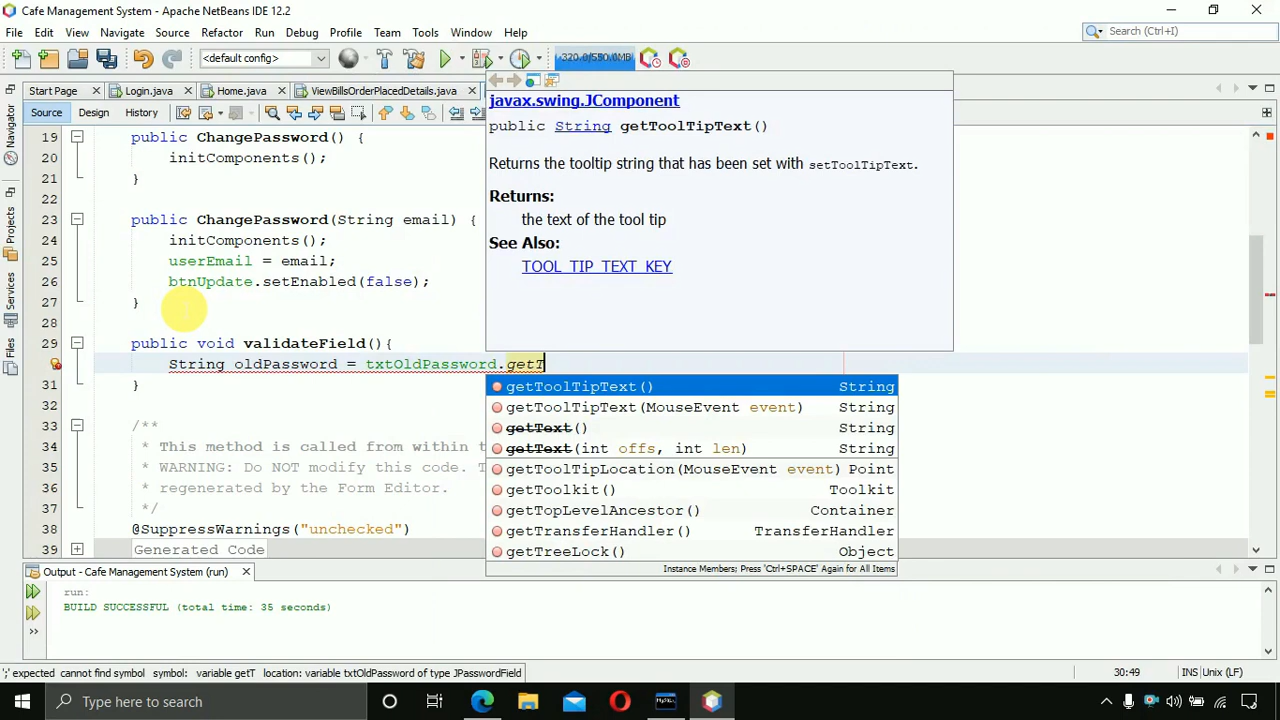 Cafe Management System - Apache NetBeans IDE 12.2
File Edit View Navigate Source Refactor Run Debug Profile Team Tools Window Help
Search (Ctrl+I)
<default config>
320.0/550.0MB
Start Page Login.java Home.java ViewBillsOrderPlacedDetails.java
Source Design History
Navigator
Projects
Services
Files
javax.swing.JComponent
public String getToolTipText()
Returns the tooltip string that has been set with setToolTipText.
Returns:
the text of the tool tip
See Also:
TOOL_TIP_TEXT_KEY
19 public ChangePassword() {
20 initComponents();
21 }
22
23 public ChangePassword(String email) {
24 initComponents();
25 userEmail = email;
26 btnUpdate.setEnabled(false);
27 }
28
29 public void validateField(){
String oldPassword = txtOldPassword.getT
31 }
32
33 /**
34 * This method is called from within t
35 * WARNING: Do NOT modify this code. T
36 * regenerated by the Form Editor.
37 */
38 @SuppressWarnings("unchecked")
39 Generated Code
getToolTipText() String
getToolTipText(MouseEvent event) String
getText() String
getText(int offs, int len) String
getToolTipLocation(MouseEvent event) Point
getToolkit() Toolkit
getTopLevelAncestor() Container
getTransferHandler() TransferHandler
getTreeLock() Object
Instance Members; Press 'Ctrl+SPACE' Again for All Items
Output - Cafe Management System (run)
run:
BUILD SUCCESSFUL (total time: 35 seconds)
';' expected cannot find symbol symbol: variable getT location: variable txtOldPassword of type JPasswordField
30:49 INS Unix (LF)
Type here to search